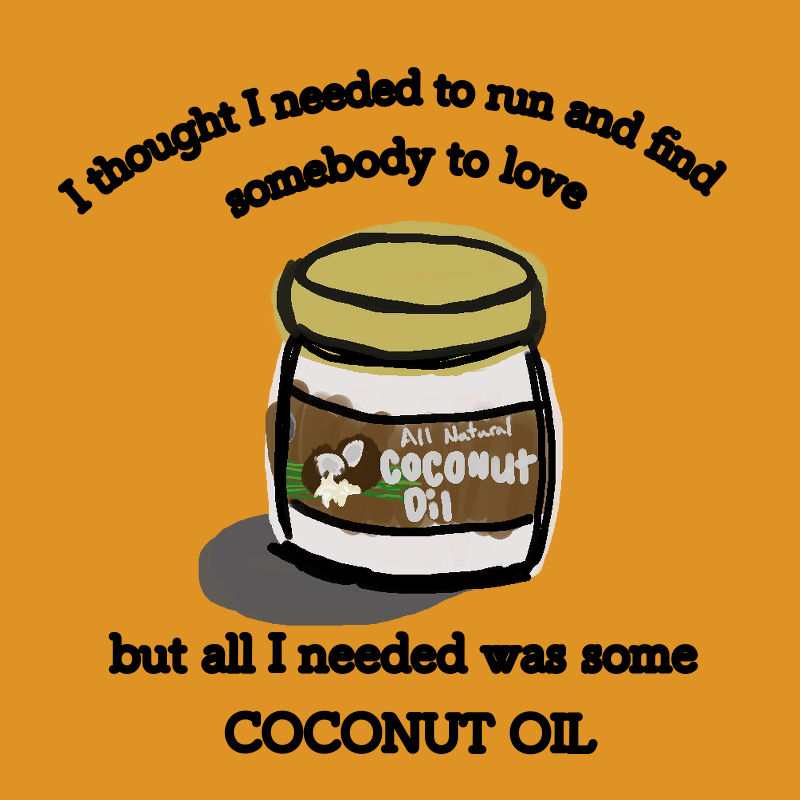 I thought I needed to run and find
somebody to love
All Natural
COCONUT
Oil
but all I needed was some
COCONUT OIL